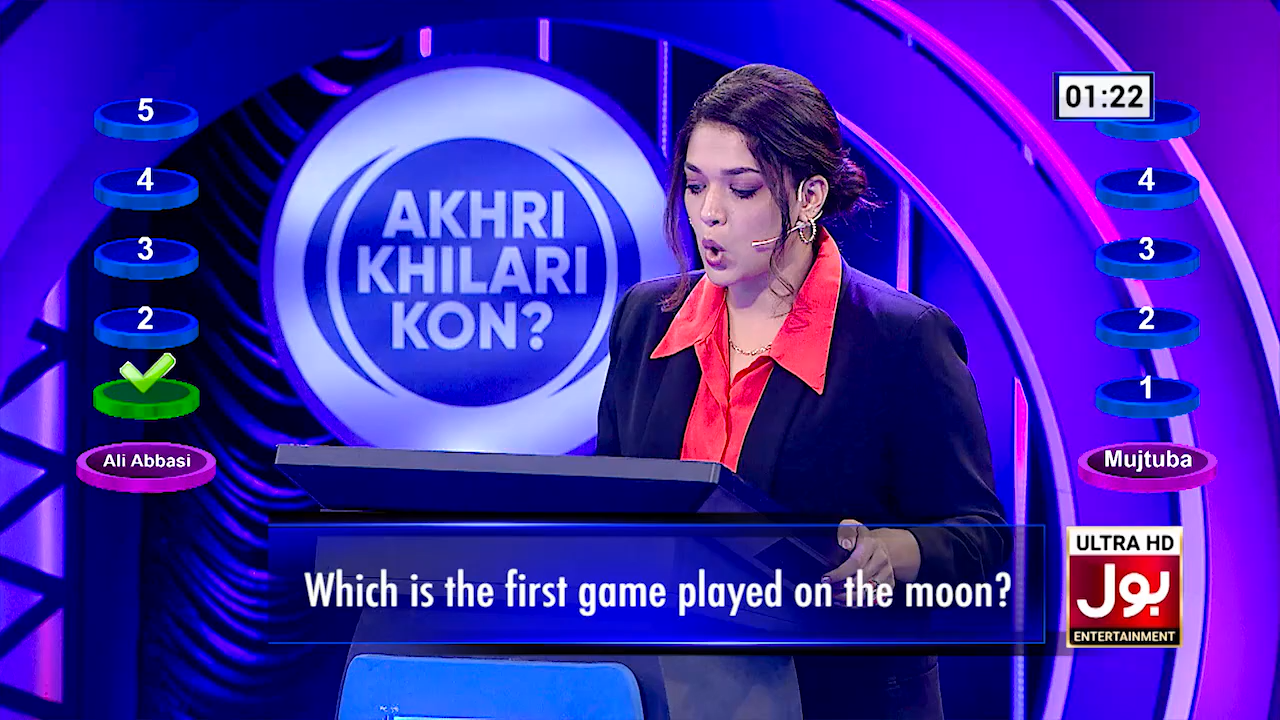 5
4
3
2
Ali Abbasi
AKHRI
KHILARI
KON?
01:22
4
3
2
1
Mujtuba
Which is the first game played on the moon?
ULTRA HD
بول
ENTERTAINMENT